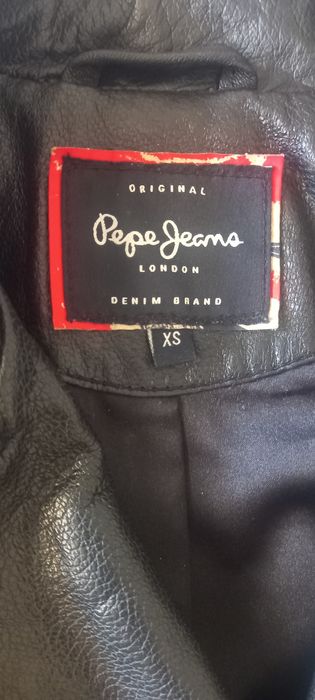 ORIGINAL
Pepe Jeans
LONDON
DENIM BRAND
XS